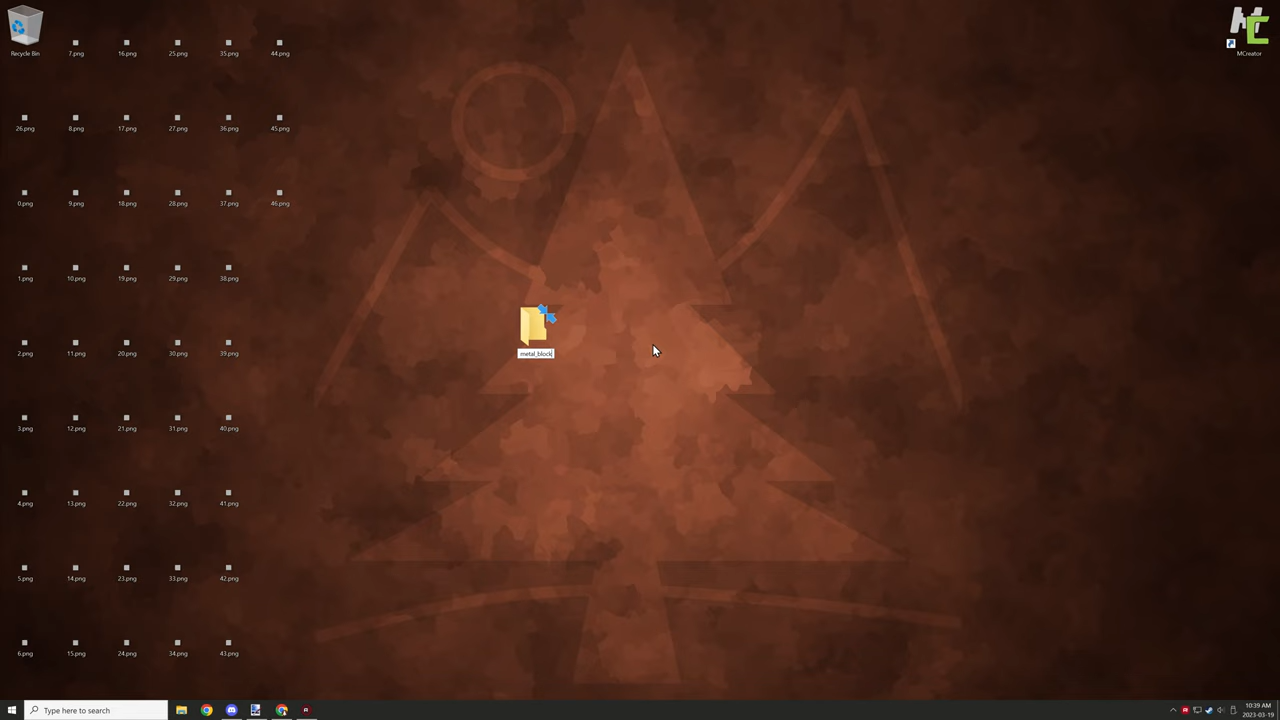 Recycle Bin
7.png
16.png
25.png
35.png
44.png
MCreator
26.png
8.png
17.png
27.png
36.png
45.png
0.png
9.png
18.png
28.png
37.png
46.png
1.png
10.png
19.png
29.png
38.png
2.png
11.png
20.png
30.png
39.png
metal_block
3.png
12.png
21.png
31.png
40.png
4.png
13.png
22.png
32.png
41.png
5.png
14.png
23.png
33.png
42.png
6.png
15.png
24.png
34.png
43.png
Type here to search
10:39 AM
2023-03-19